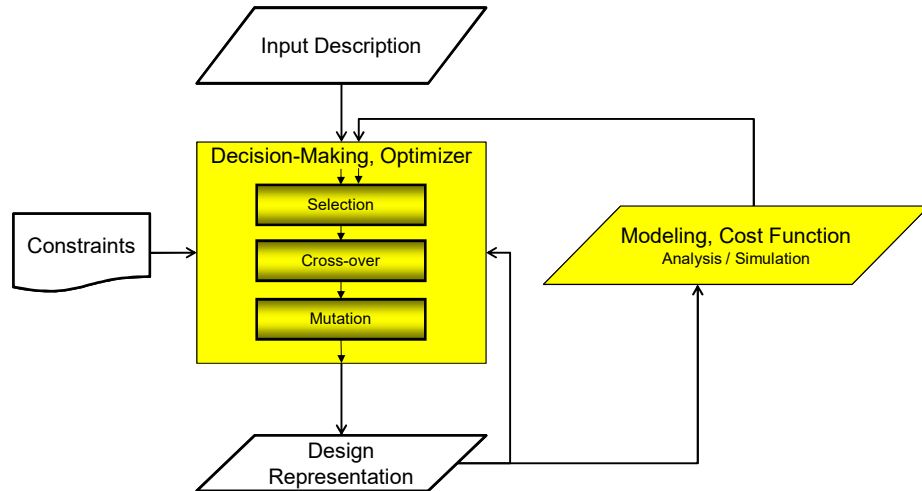 Input Description
Decision-Making, Optimizer
Selection
Constraints
Cross-over
Modeling, Cost Function
Analysis / Simulation
Mutation
Design
Representation